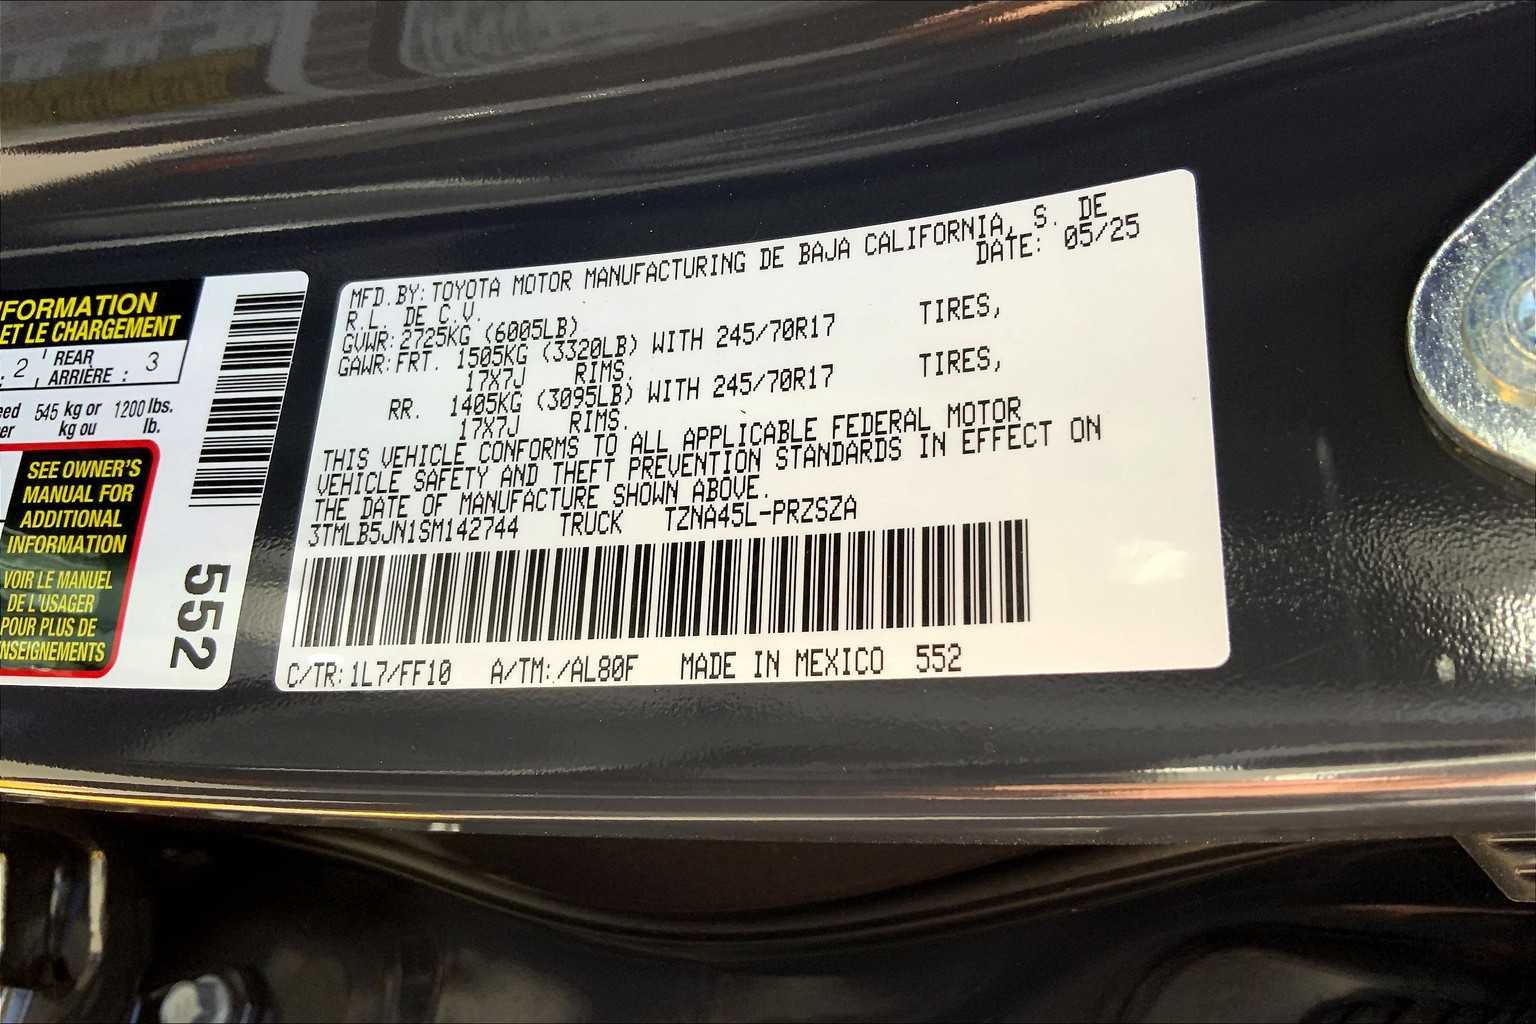 NFORMATION
ET LE CHARGEMENT
: 2 REAR
ARRIÈRE : 3
545 kg or 1200 lbs.
kg ou lb.
SEE OWNER'S
MANUAL FOR
ADDITIONAL
INFORMATION
VOIR LE MANUEL
DE L'USAGER
POUR PLUS DE
NSEIGNEMENTS
552
MFD.BY:TOYOTA MOTOR MANUFACTURING DE BAJA CALIFORNIA, S. DE
R.L. DE C.V. DATE: 05/25
GVWR:2725KG (6005LB)
GAWR:FRT. 1505KG (3320LB) WITH 245/70R17 TIRES,
17X7J RIMS.
RR. 1405KG (3095LB) WITH 245/70R17 TIRES,
17X7J RIMS.
THIS VEHICLE CONFORMS TO ALL APPLICABLE FEDERAL MOTOR
VEHICLE SAFETY AND THEFT PREVENTION STANDARDS IN EFFECT ON
THE DATE OF MANUFACTURE SHOWN ABOVE.
3TMLB5JN1SM142744 TRUCK TZNA45L-PRZSZA
C/TR:1L7/FF10 A/TM:/AL80F MADE IN MEXICO 552